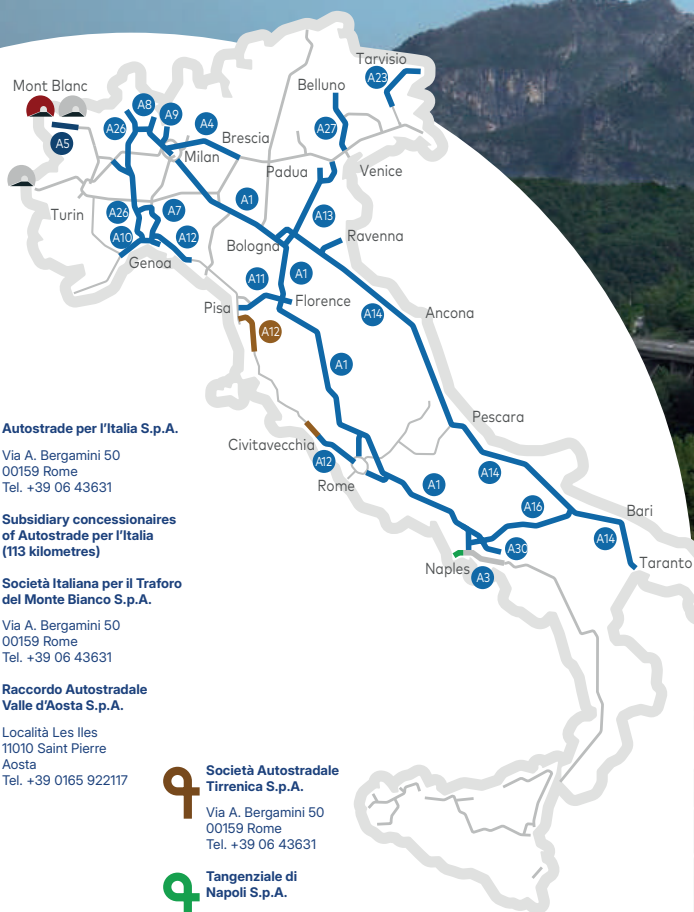 Tarvisio
A23
Mont Blanc
Belluno
A8
A9
A4
A26
A27
A5
Brescia
Milan
Padua
Venice
A1
A26
A7
A13
Turin
A10
A12
Ravenna
Bologna
Genoa
A11
A1
Pisa
Florence
A14
Ancona
A12
A1
Pescara
Civitavecchia
A12
Rome
A14
A1
A16
Bari
A14
A30
Naples
A3
Taranto
Autostrade per l’Italia S.p.A.
Via A. Bergamini 50
00159 Rome
Tel. +39 06 43631
Subsidiary concessionaires
of Autostrade per l’Italia
(113 kilometres)
Società Italiana per il Traforo
del Monte Bianco S.p.A.
Via A. Bergamini 50
00159 Rome
Tel. +39 06 43631
Raccordo Autostradale
Valle d’Aosta S.p.A.
Località Les Iles
11010 Saint Pierre
Aosta
Tel. +39 0165 922117
Società Autostradale
Tirrenica S.p.A.
Via A. Bergamini 50
00159 Rome
Tel. +39 06 43631
Tangenziale di
Napoli S.p.A.